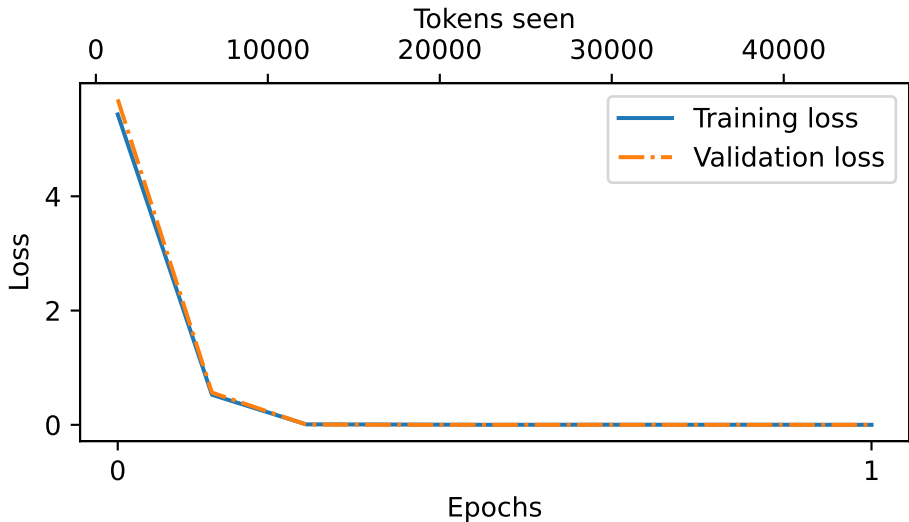 Tokens seen
0 10000 20000 30000 40000
Training loss
Validation loss
4
2
0
Loss
0 1
Epochs